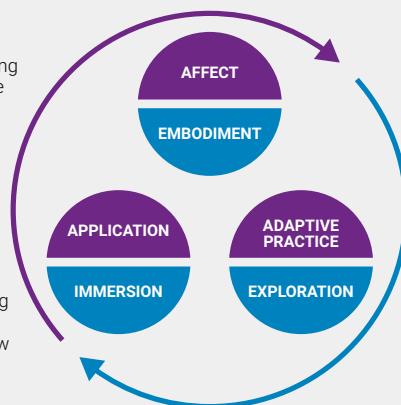 AFFECT
EMBODIMENT
APPLICATION
IMMERSION
ADAPTIVE
PRACTICE
EXPLORATION